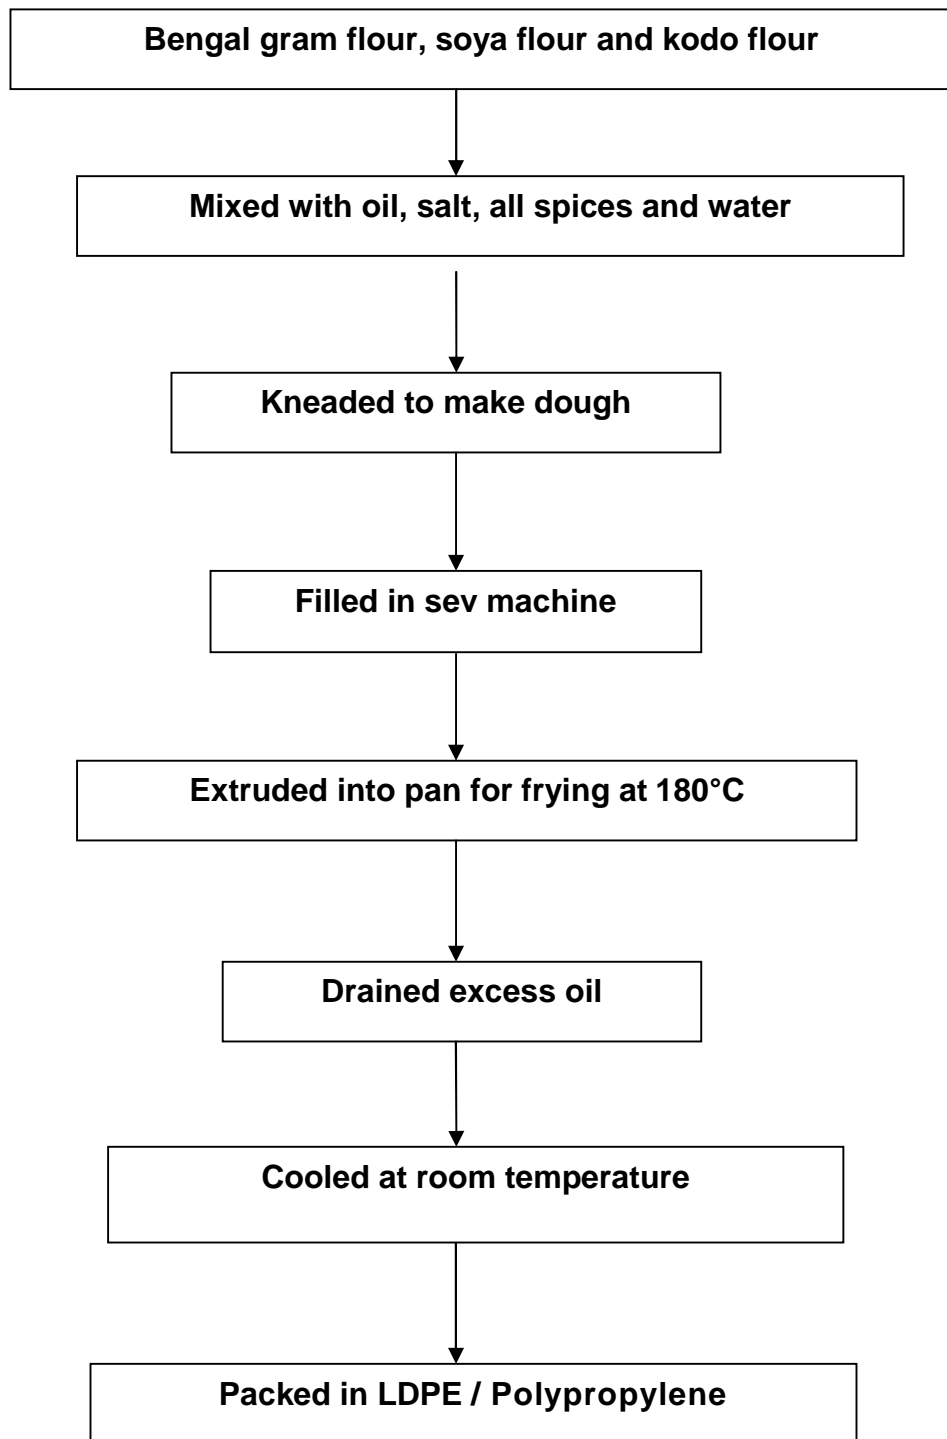 Bengal gram flour, soya flour and kodo flour
Mixed with oil, salt, all spices and water
Kneaded to make dough
Filled in sev machine
Extruded into pan for frying at 180°C
Drained excess oil
Cooled at room temperature
Packed in LDPE / Polypropylene